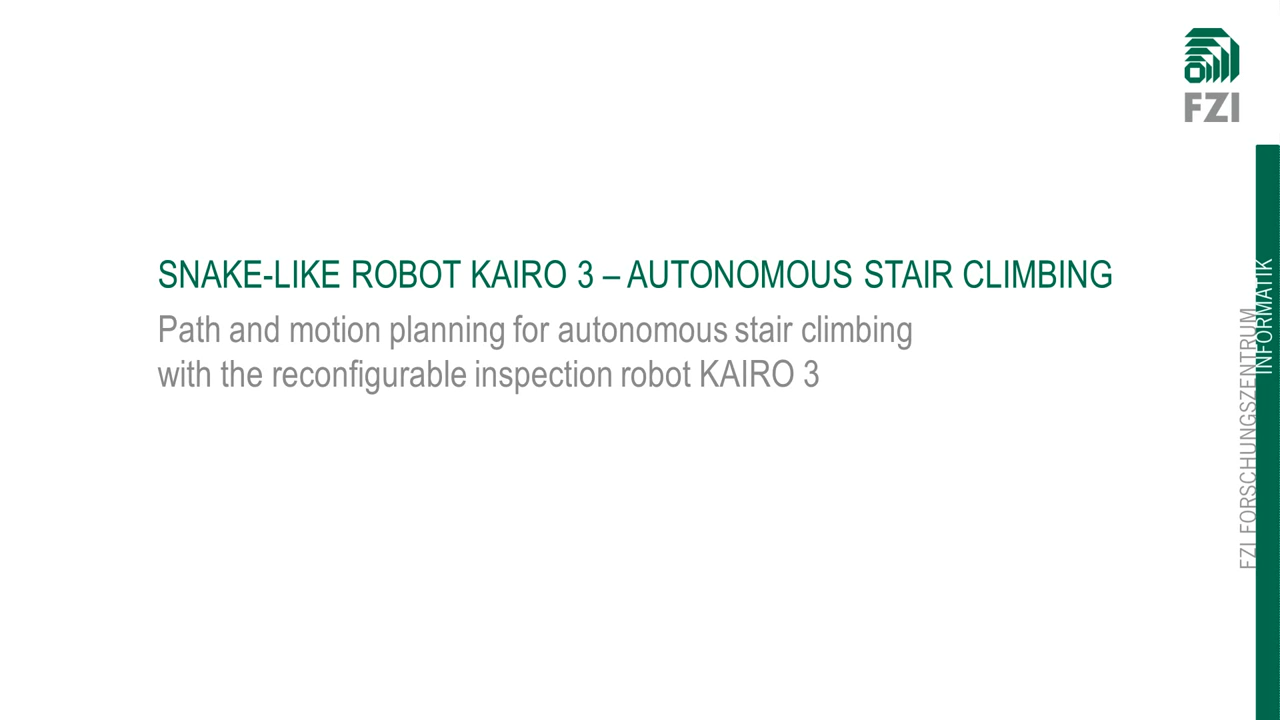 FZI
SNAKE-LIKE ROBOT KAIRO 3 – AUTONOMOUS STAIR CLIMBING
Path and motion planning for autonomous stair climbing
with the reconfigurable inspection robot KAIRO 3
FZI FORSCHUNGSZENTRUM
INFORMATIK